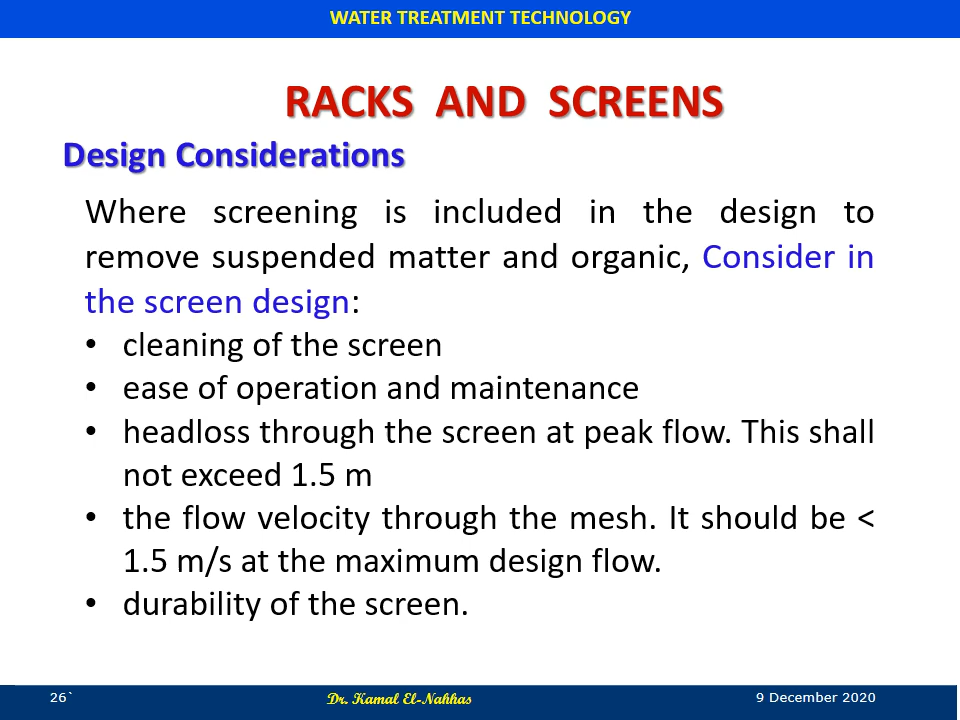 WATER TREATMENT TECHNOLOGY
RACKS AND SCREENS
Design Considerations
Where screening is included in the design to
remove suspended matter and organic, Consider in
the screen design:
• cleaning of the screen
• ease of operation and maintenance
• headloss through the screen at peak flow. This shall
not exceed 1.5 m
• the flow velocity through the mesh. It should be <
1.5 m/s at the maximum design flow.
• durability of the screen.
26`
Dr. Kamal El-Nahhas
9 December 2020